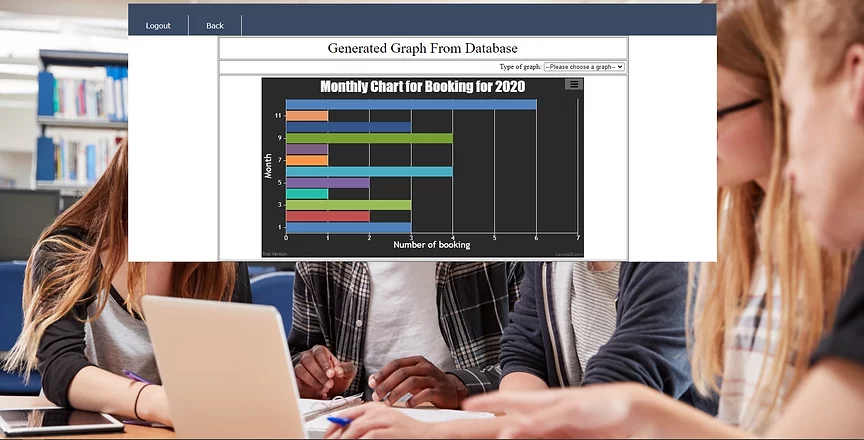 Logout Back
Generated Graph From Database
Type of graph: --Please choose a graph--
Monthly Chart for Booking for 2020
11
9
7
5
3
1
Month
0 1 2 3 4 5 6 7
Number of booking
Trial Version
CanvasJS.com